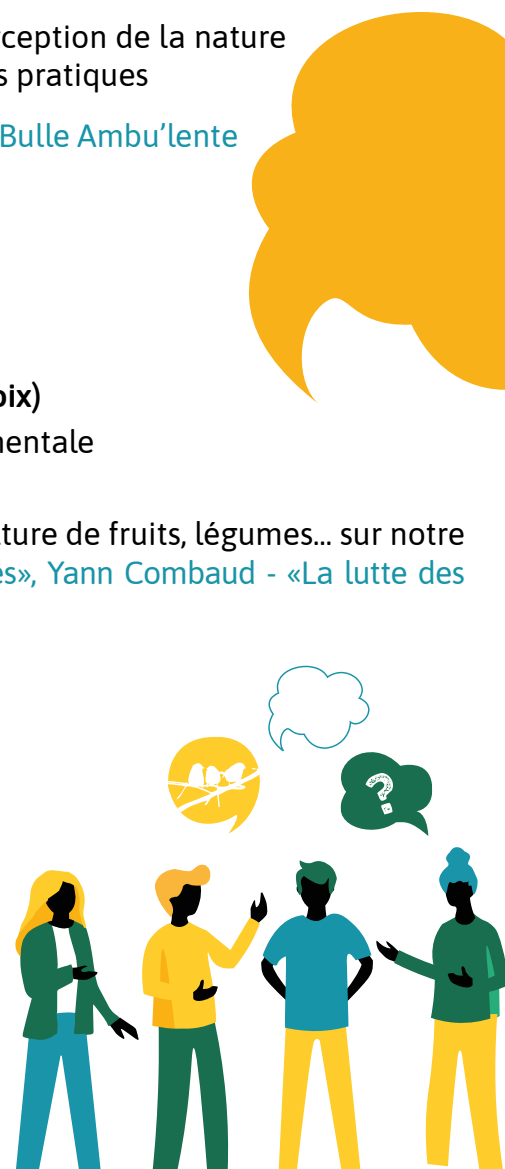 ception de la nature
s pratiques
Bulle Ambu’lente
oix)
nentale
ture de fruits, légumes... sur notre
es», Yann Combaud - «La lutte des
?